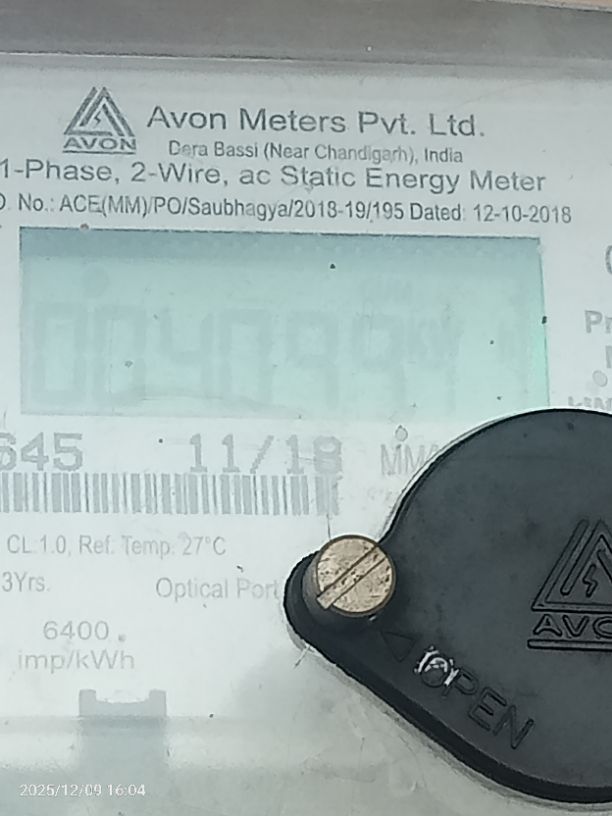 AVON
Avon Meters Pvt. Ltd.
Dera Bassi (Near Chandigarh), India
1-Phase, 2-Wire, ac Static Energy Meter
No.: ACE(MM)/PO/Saubhagya/2018-19/195 Dated: 12-10-2018
645 11/18
CL:1.0, Ref. Temp. 27°C
3Yrs. Optical Port
6400
imp/kWh
OPEN
2025/12/09 16:04